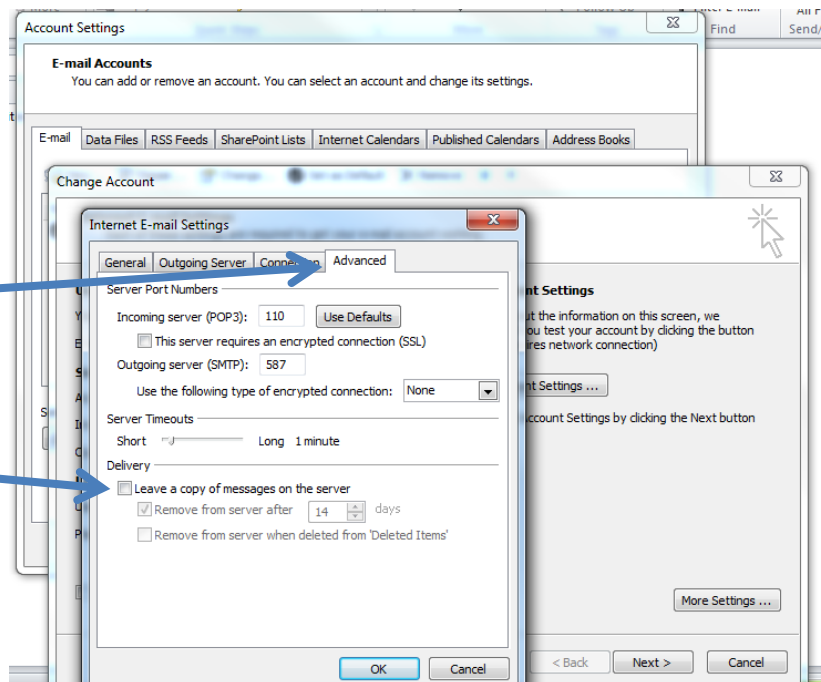 Find
Send/
Account Settings
E-mail Accounts
You can add or remove an account. You can select an account and change its settings.
E-mail Data Files RSS Feeds SharePoint Lists Internet Calendars Published Calendars Address Books
Change Account
Internet E-mail Settings
General Outgoing Server Advanced
Server Port Numbers
Incoming server (POP3): 110 Use Defaults
This server requires an encrypted connection (SSL)
Outgoing server (SMTP): 587
Use the following type of encrypted connection: None
Server Timeouts
Short Long 1 minute
Delivery
Leave a copy of messages on the server
Remove from server after 14 days
Remove from server when deleted from 'Deleted Items'
OK Cancel
nt Settings
ut the information on this screen, we
ou test your account by clicking the button
ires network connection)
nt Settings ...
ccount Settings by clicking the Next button
More Settings ...
< Back Next > Cancel